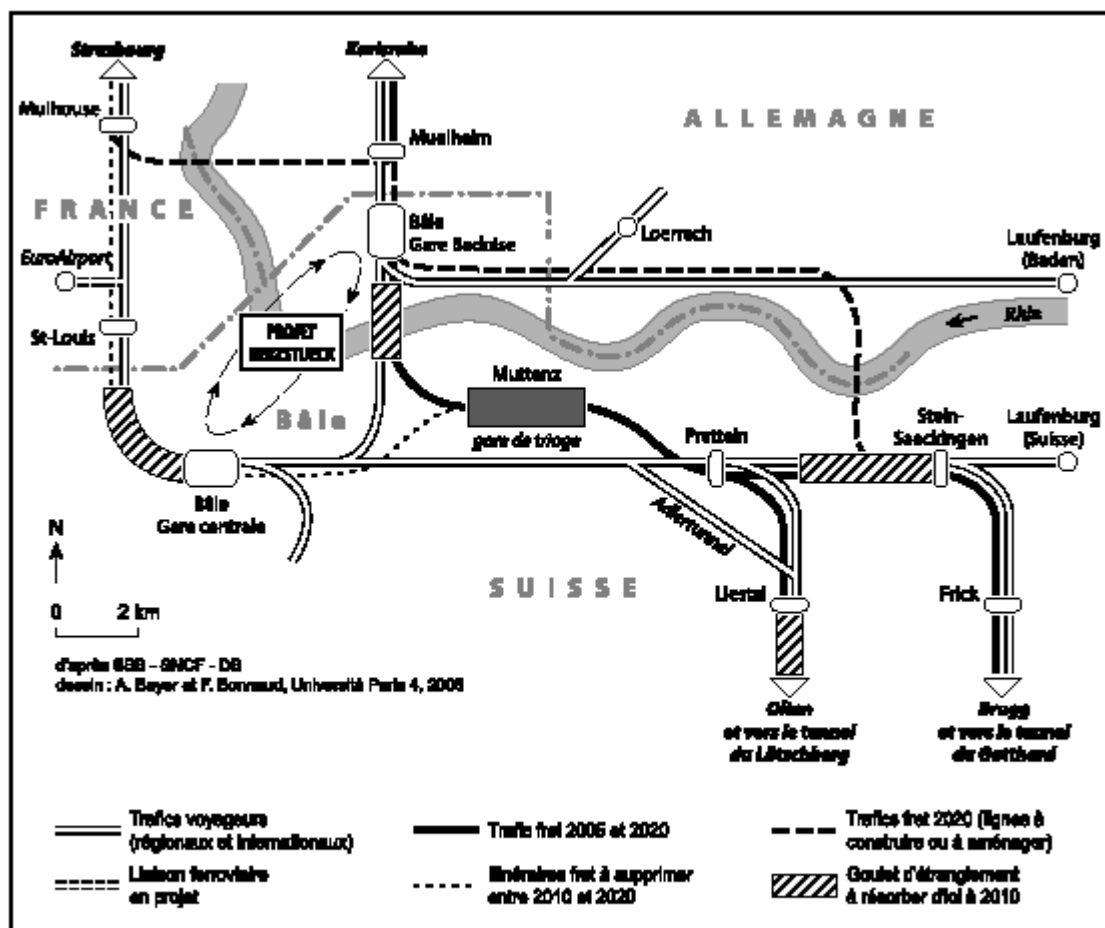 Strasbourg
Karlsruhe
Mulhouse
Muelheim
ALLEMAGNE
FRANCE
Bâle
Gare Badoise
Loerrach
EuroAirport
Laufenburg
(Baden)
St-Louis
PROJET
HERZSTUECK
Rhin
Muttenz
gare de triage
Bâle
Pratteln
Stein-
Saeckingen
Laufenburg
(Suisse)
Bâle
Gare centrale
Adlertunnel
N
SUISSE
Liestal
Frick
0 2 km
d'après SBB - SNCF - DB
dessin : A. Beyer et F. Bonnaud, Université Paris 4, 2006
Olten
et vers le tunnel
du Lötschberg
Brugg
et vers le tunnel
du Gotthard
Trafics voyageurs
(régionaux et internationaux)
Trafic fret 2005 et 2020
Trafics fret 2020 (lignes à
construire ou à aménager)
Liaison ferroviaire
en projet
Itinéraires fret à supprimer
entre 2010 et 2020
Goulet d'étranglement
à résorber d'ici à 2010